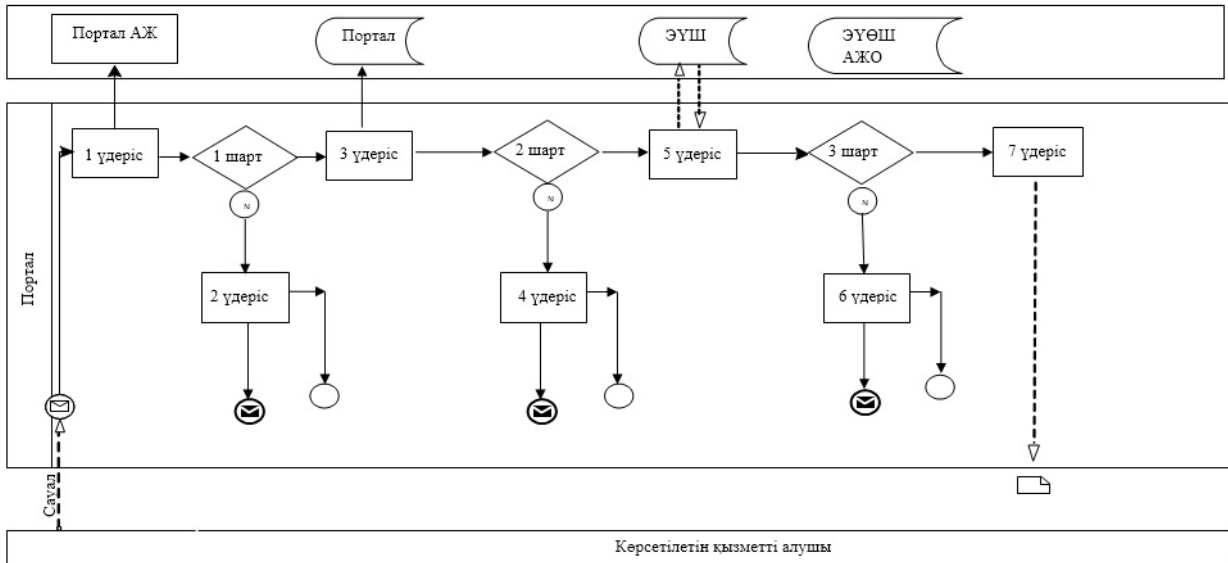 Портал АЖ
Портал
ЭҮШ
ЭҮӨШ
АЖО
1 үдеріс
1 шарт
3 үдеріс
2 шарт
5 үдеріс
3 шарт
7 үдеріс
N
N
N
2 үдеріс
4 үдеріс
6 үдеріс
Портал
Сауал
Көрсетілетін қызметті алушы